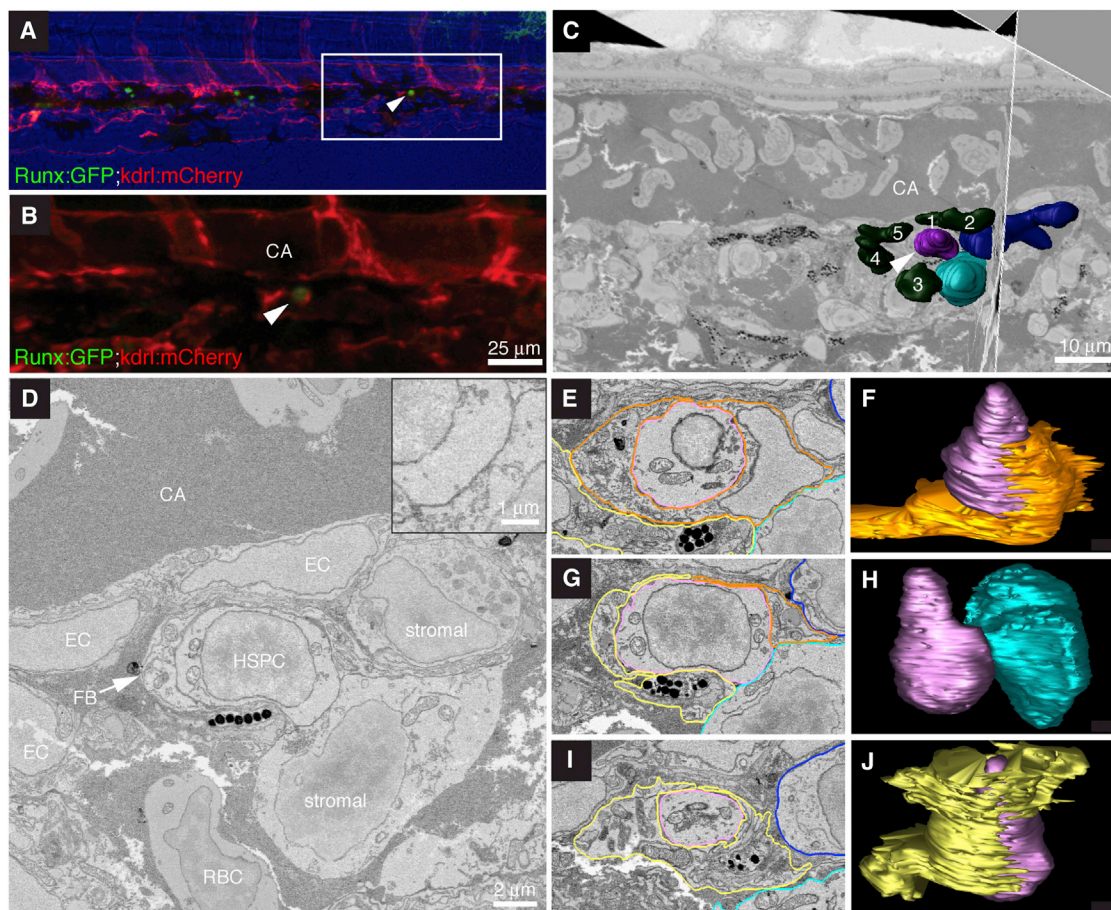 A
Runx:GFP;kdrl:mCherry
B
CA
Runx:GFP;kdrl:mCherry
25 μm
C
CA
1
2
5
4
3
10 μm
D
CA
1 μm
EC
EC
stromal
HSPC
FB
EC
stromal
RBC
2 μm
E
F
G
H
I
J